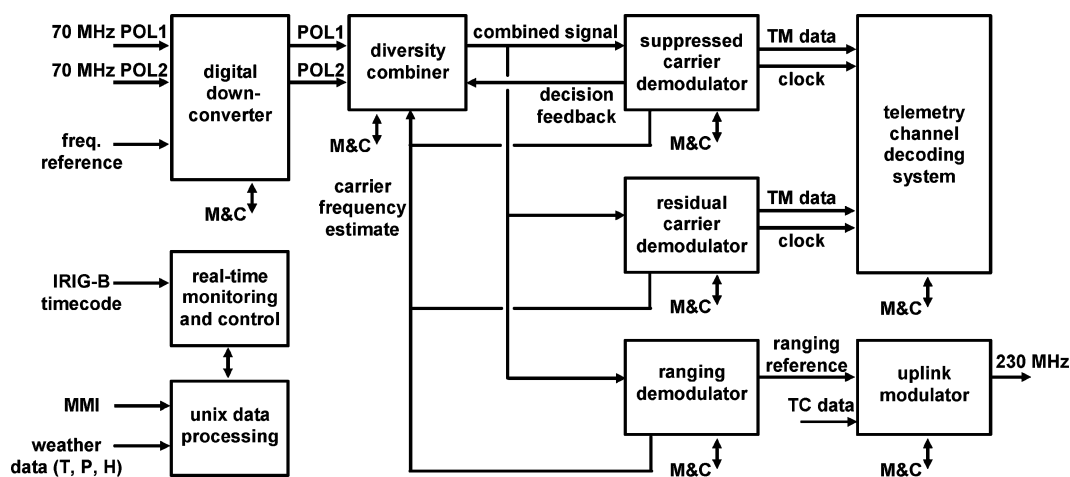 70 MHz POL1
70 MHz POL2
freq.
reference
digital
down-
converter
M&C
POL1
POL2
diversity
combiner
M&C
combined signal
decision
feedback
carrier
frequency
estimate
suppressed
carrier
demodulator
M&C
TM data
clock
telemetry
channel
decoding
system
M&C
residual
carrier
demodulator
M&C
TM data
clock
IRIG-B
timecode
real-time
monitoring
and control
MMI
weather
data (T, P, H)
unix data
processing
ranging
demodulator
M&C
ranging
reference
TC data
uplink
modulator
M&C
230 MHz